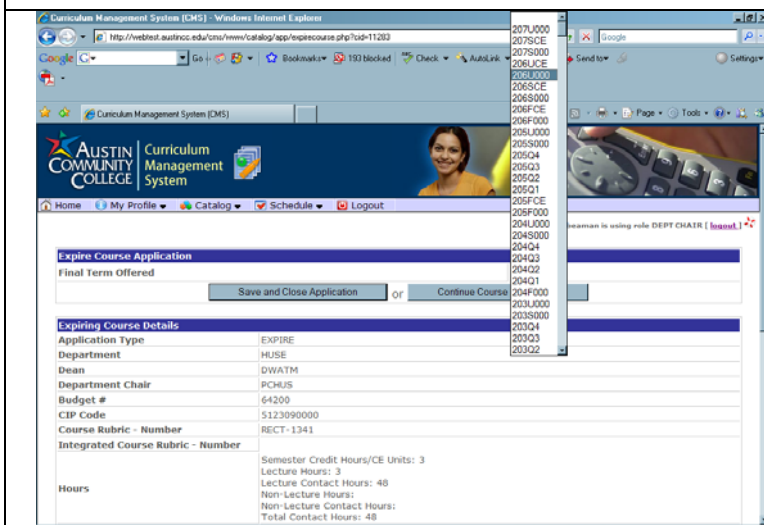 Curriculum Management System (CMS) - Windows Internet Explorer
http://webtest.austincc.edu/cms/www/catalog/app/expirecourse.php?cid=11283
Google
Google G Go Bookmarks 193 blocked Check AutoLink Send to Settings
Curriculum Management System (CMS) Page Tools
AUSTIN COMMUNITY COLLEGE
Curriculum Management System
Home My Profile Catalog Schedule Logout
beaman is using role DEPT CHAIR [ logout ]
207U000
207SCE
207S000
206UCE
206U000
206SCE
206S000
206FCE
206F000
205U000
205S000
205Q4
205Q3
205Q2
205Q1
205FCE
205F000
204U000
204S000
204Q4
204Q3
204Q2
204Q1
204F000
203U000
203S000
203Q4
203Q3
203Q2
Expire Course Application
Final Term Offered
Save and Close Application or Continue Course
Expiring Course Details
Application Type EXPIRE
Department HUSE
Dean DWATM
Department Chair PCHUS
Budget # 64200
CIP Code 5123090000
Course Rubric - Number RECT-1341
Integrated Course Rubric - Number
Hours
Semester Credit Hours/CE Units: 3
Lecture Hours: 3
Lecture Contact Hours: 48
Non-Lecture Hours:
Non-Lecture Contact Hours:
Total Contact Hours: 48